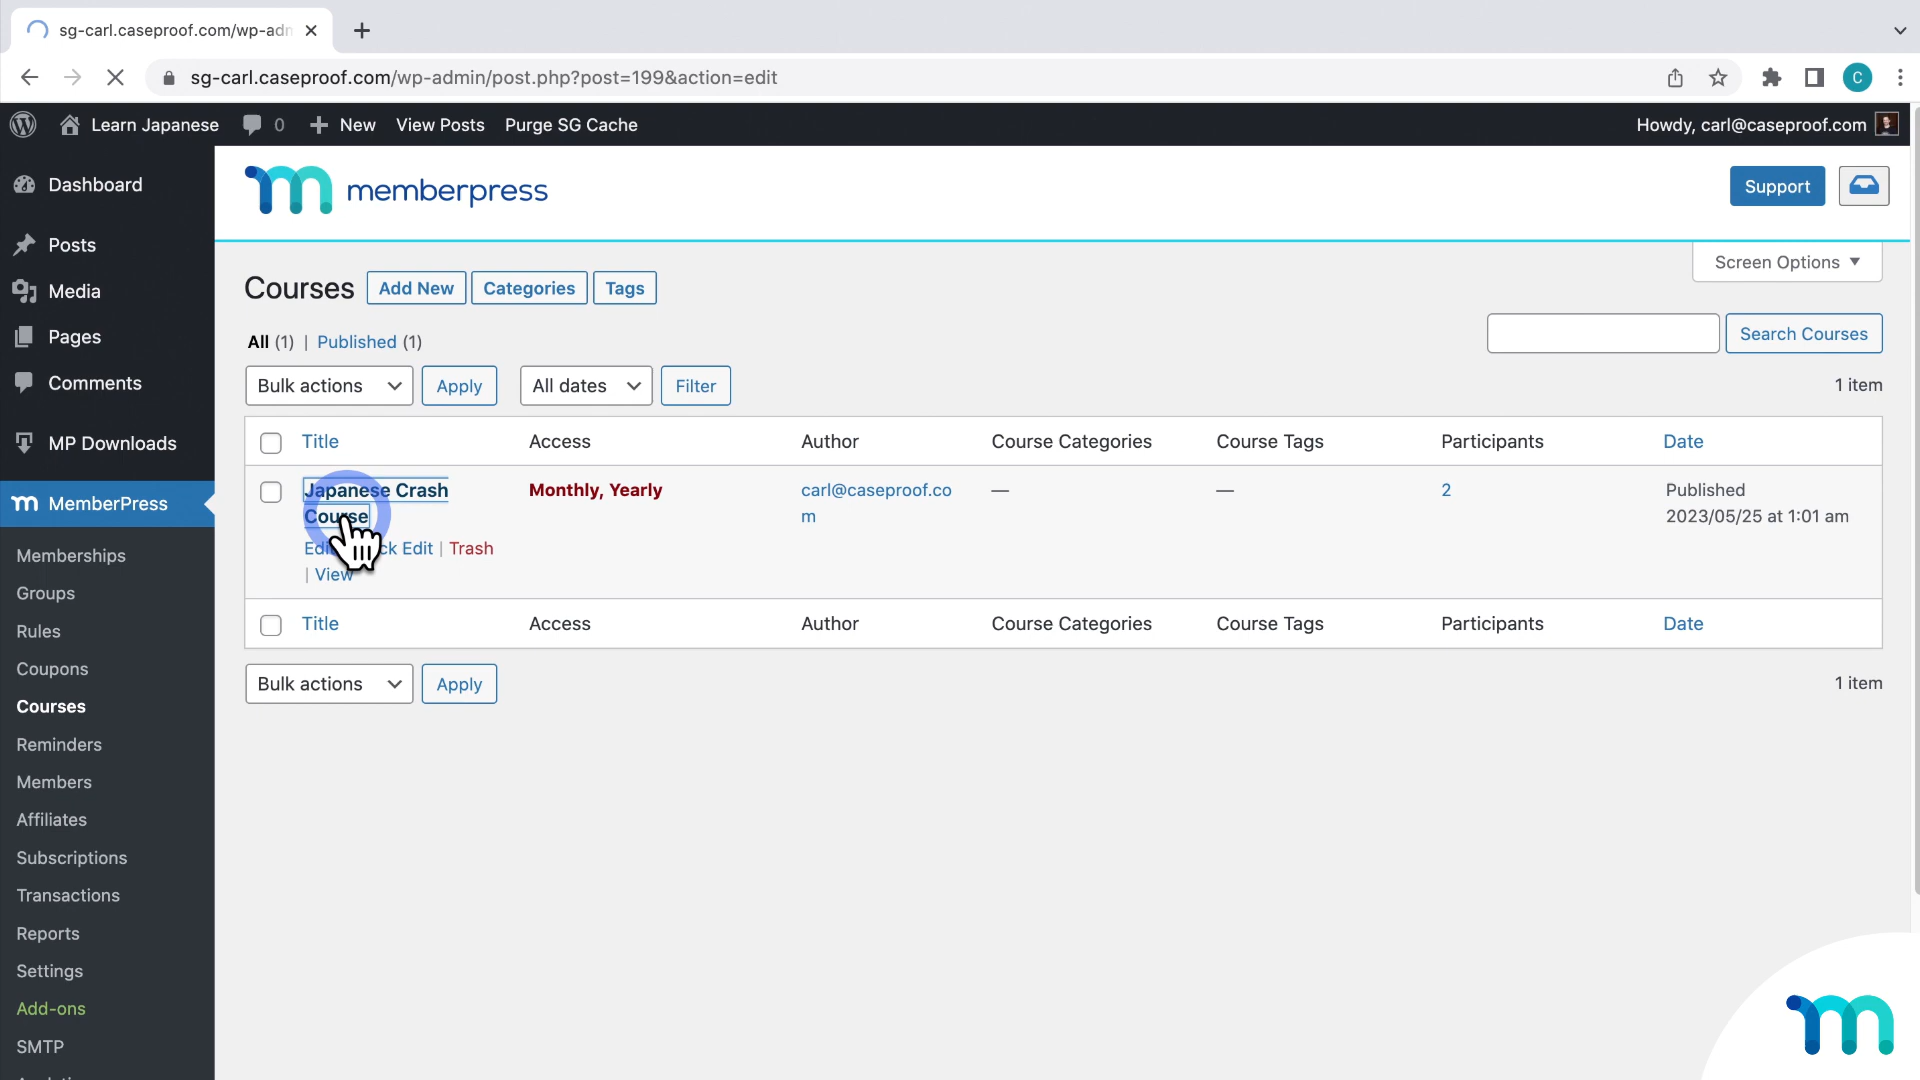 sg-carl.caseproof.com/wp-adn
sg-carl.caseproof.com/wp-admin/post.php?post=199&action=edit
C
Learn Japanese 0 New View Posts Purge SG Cache Howdy, carl@caseproof.com
Dashboard
Posts
Media
Pages
Comments
MP Downloads
MemberPress
Memberships
Groups
Rules
Coupons
Courses
Reminders
Members
Affiliates
Subscriptions
Transactions
Reports
Settings
Add-ons
SMTP
memberpress
Support
Screen Options ▼
Courses Add New Categories Tags
All (1) | Published (1)
Search Courses
Bulk actions Apply All dates Filter 1 item
Title Access Author Course Categories Course Tags Participants Date
Japanese Crash Monthly, Yearly carl@caseproof.co — — 2 Published
Course m 2023/05/25 at 1:01 am
Edit ck Edit | Trash
| View
Title Access Author Course Categories Course Tags Participants Date
Bulk actions Apply 1 item